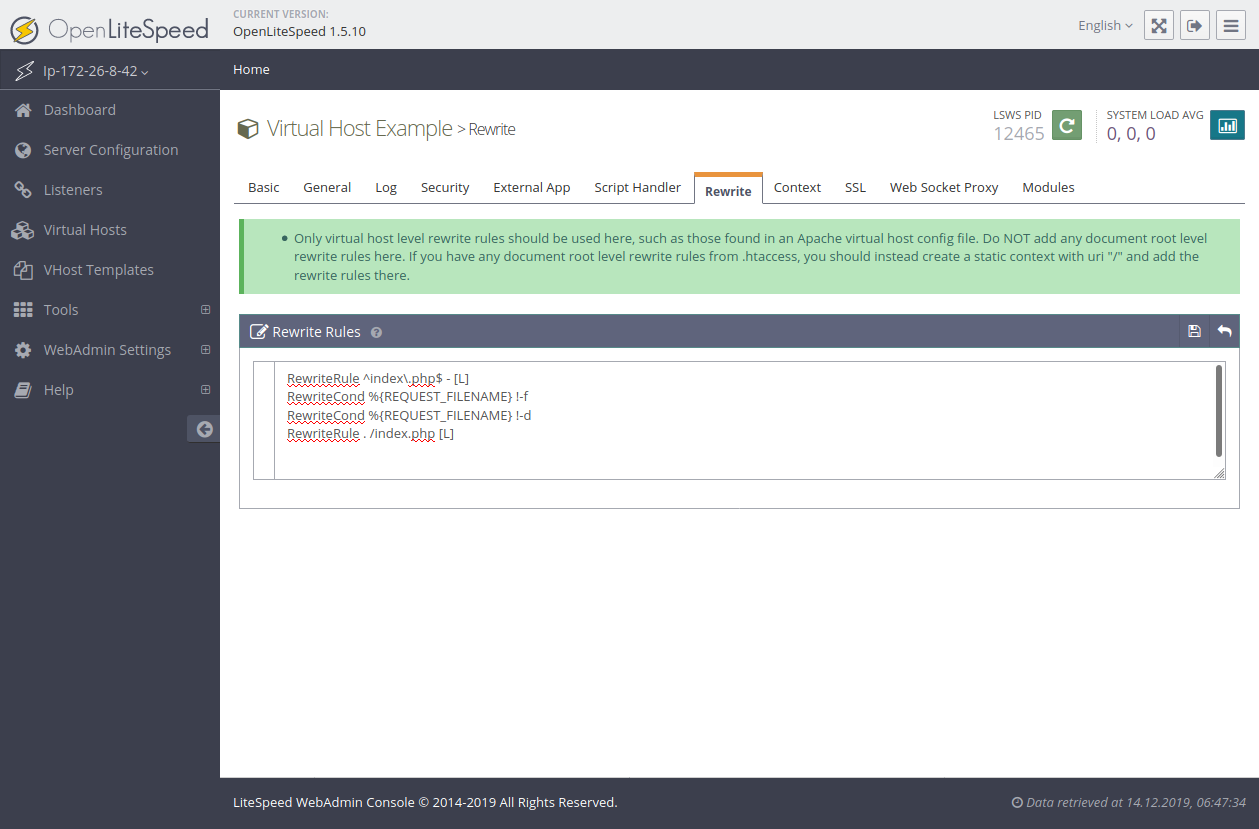 OpenLiteSpeed
CURRENT VERSION:
OpenLiteSpeed 1.5.10
English
Ip-172-26-8-42
Home
Dashboard
Server Configuration
Listeners
Virtual Hosts
VHost Templates
Tools
WebAdmin Settings
Help
Virtual Host Example > Rewrite
LSWS PID
12465
SYSTEM LOAD AVG
0, 0, 0
Basic General Log Security External App Script Handler Rewrite Context SSL Web Socket Proxy Modules
• Only virtual host level rewrite rules should be used here, such as those found in an Apache virtual host config file. Do NOT add any document root level
rewrite rules here. If you have any document root level rewrite rules from .htaccess, you should instead create a static context with uri "/" and add the
rewrite rules there.
Rewrite Rules
RewriteRule ^index\.php$ - [L]
RewriteCond %{REQUEST_FILENAME} !-f
RewriteCond %{REQUEST_FILENAME} !-d
RewriteRule . /index.php [L]
LiteSpeed WebAdmin Console © 2014-2019 All Rights Reserved.
Data retrieved at 14.12.2019, 06:47:34